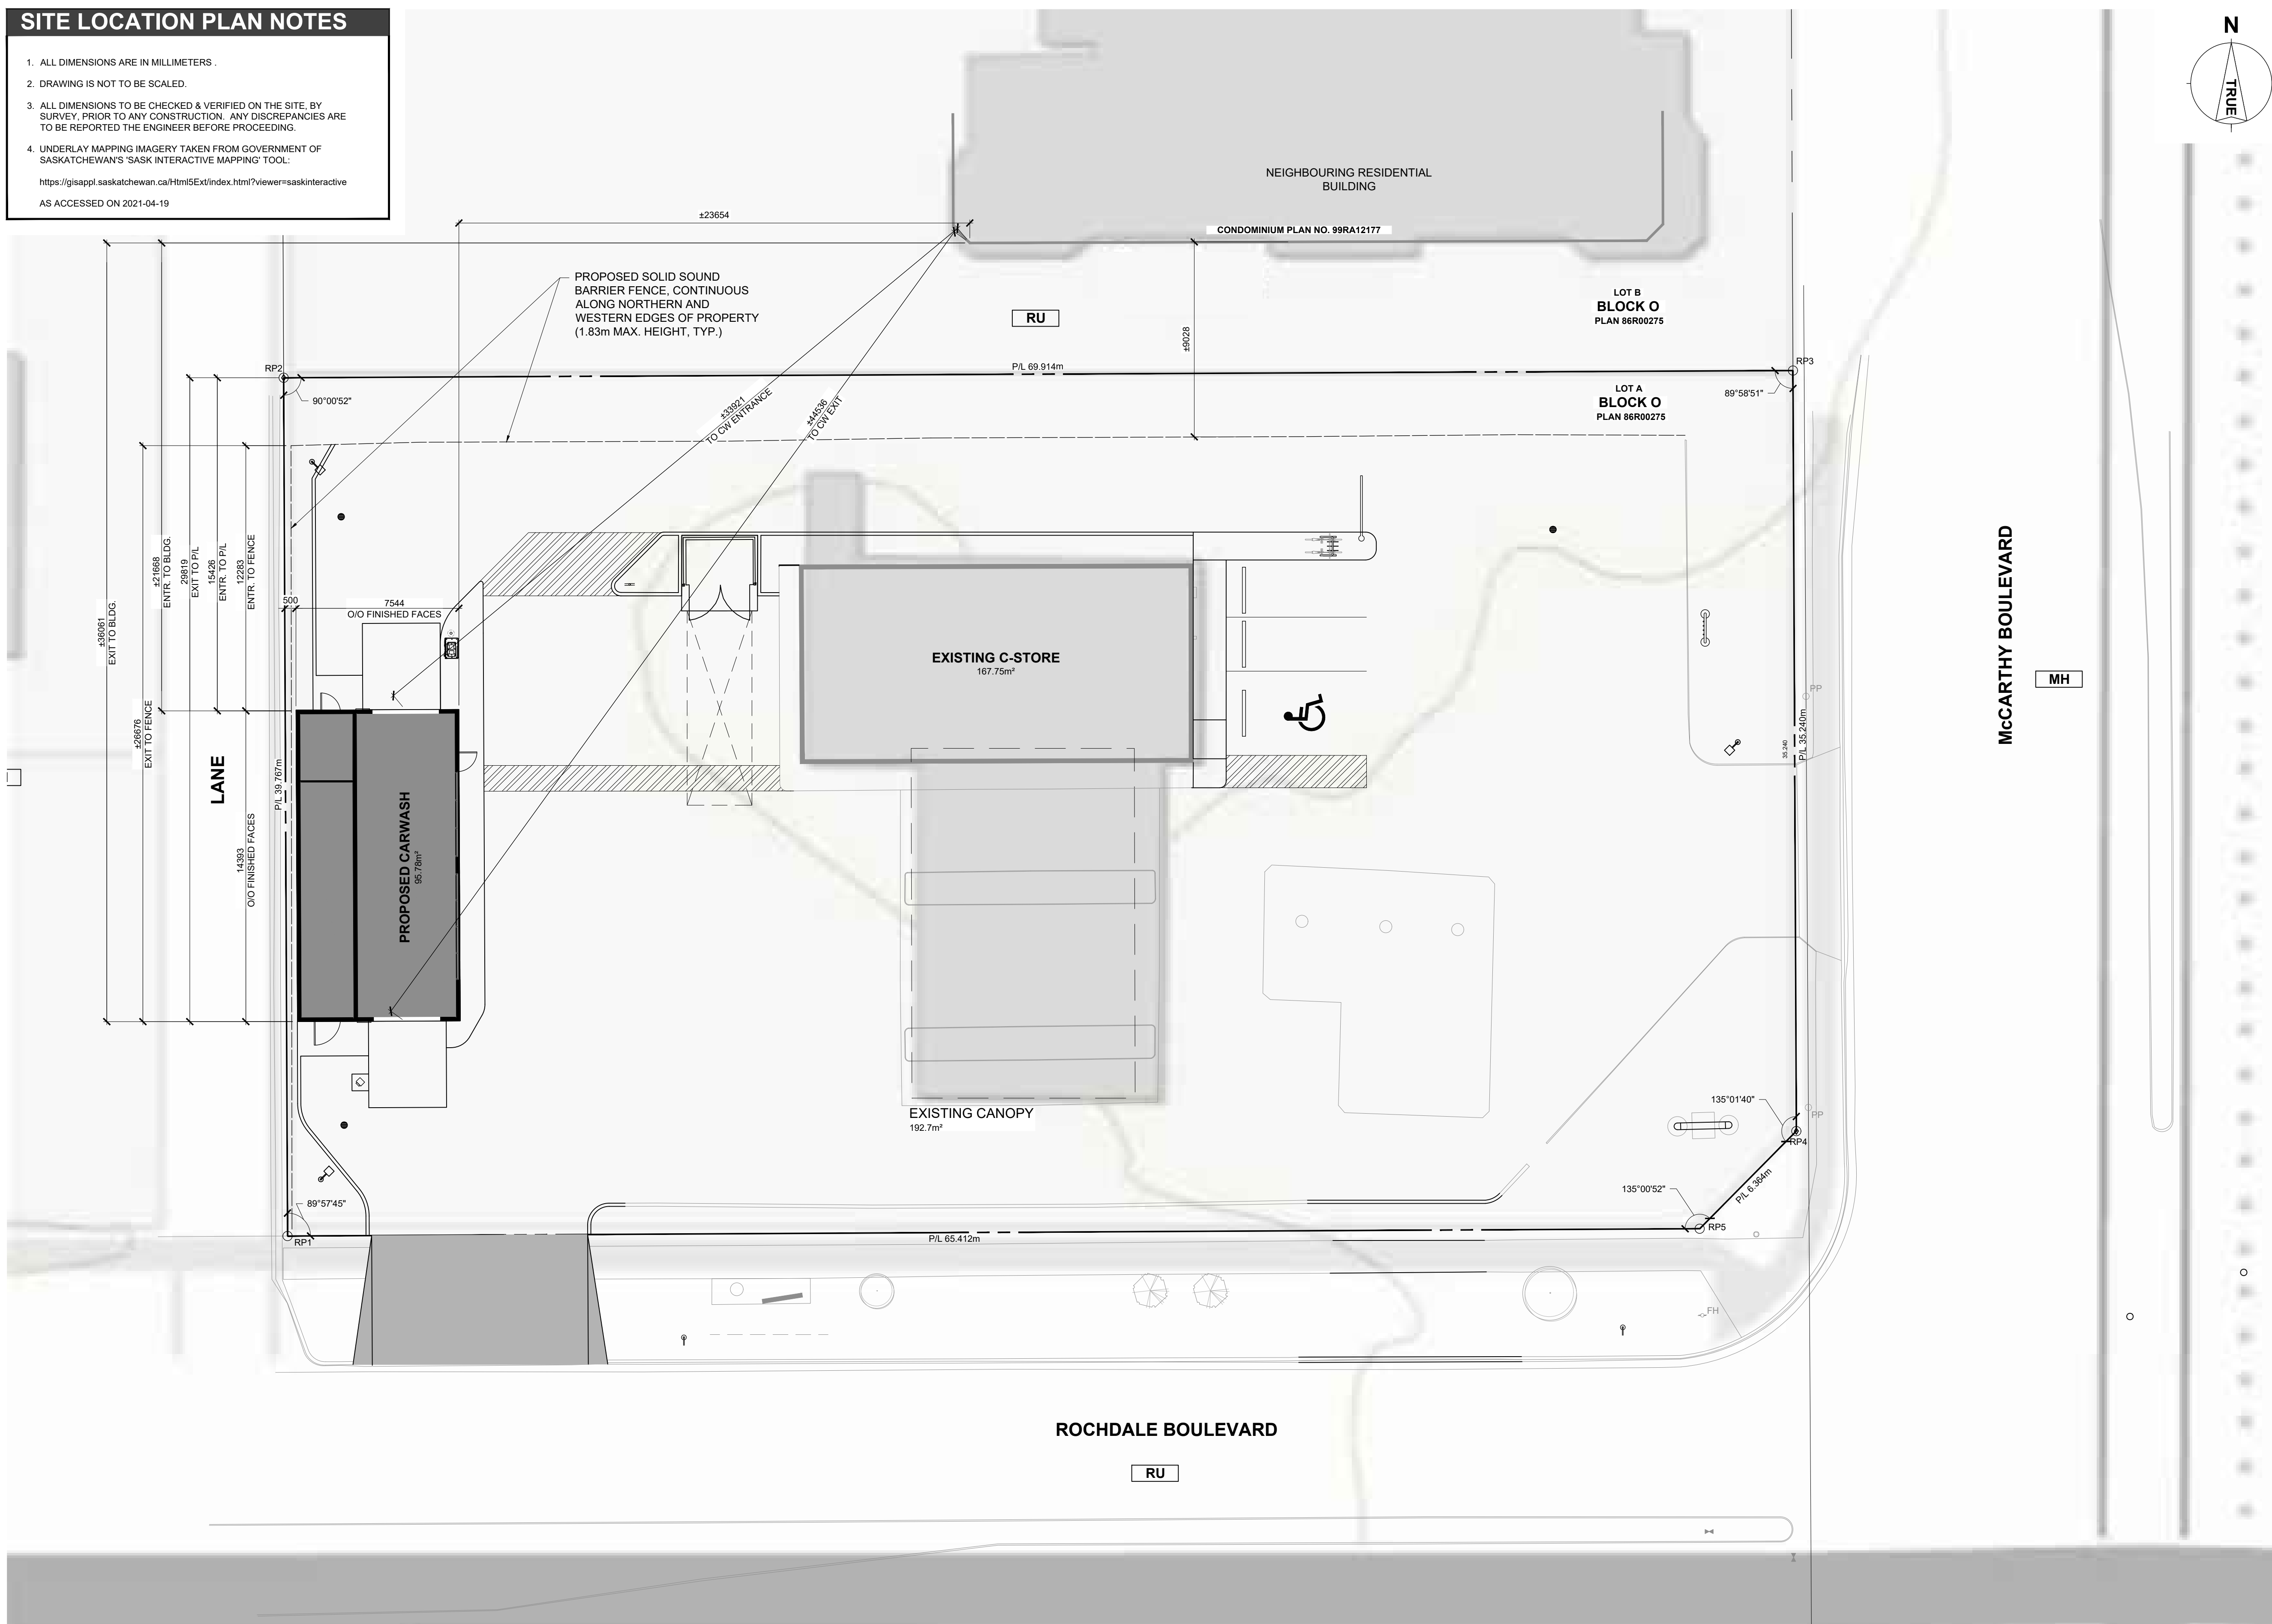 SITE LOCATION PLAN NOTES
1. ALL DIMENSIONS ARE IN MILLIMETERS .
2. DRAWING IS NOT TO BE SCALED.
3. ALL DIMENSIONS TO BE CHECKED & VERIFIED ON THE SITE, BY
SURVEY, PRIOR TO ANY CONSTRUCTION. ANY DISCREPANCIES ARE
TO BE REPORTED THE ENGINEER BEFORE PROCEEDING.
4. UNDERLAY MAPPING IMAGERY TAKEN FROM GOVERNMENT OF
SASKATCHEWAN'S 'SASK INTERACTIVE MAPPING' TOOL:
https://gisappl.saskatchewan.ca/Html5Ext/index.html?viewer=saskinteractive
AS ACCESSED ON 2021-04-19
N
TRUE
NEIGHBOURING RESIDENTIAL
BUILDING
±23654
CONDOMINIUM PLAN NO. 99RA12177
PROPOSED SOLID SOUND
BARRIER FENCE, CONTINUOUS
ALONG NORTHERN AND
WESTERN EDGES OF PROPERTY
(1.83m MAX. HEIGHT, TYP.)
RU
LOT B
BLOCK O
PLAN 86R00275
±9028
RP2
P/L 69.914m
RP3
90°00'52"
LOT A
BLOCK O
PLAN 86R00275
89°58'51"
±33921
TO CW ENTRANCE
±44536
TO CW EXIT
±36061
EXIT TO BLDG.
±26676
EXIT TO FENCE
±21668
ENTR. TO BLDG.
29819
EXIT TO P/L
15426
ENTR. TO P/L
12283
ENTR. TO FENCE
500
7544
O/O FINISHED FACES
EXISTING C-STORE
167.75m²
McCARTHY BOULEVARD
MH
PP
35.240
P/L 35.240m
LANE
P/L 39.767m
14393
O/O FINISHED FACES
PROPOSED CARWASH
95.78m²
EXISTING CANOPY
192.7m²
135°01'40"
PP
RP4
P/L 6.364m
135°00'52"
RP5
89°57'45"
RP1
P/L 65.412m
FH
ROCHDALE BOULEVARD
RU